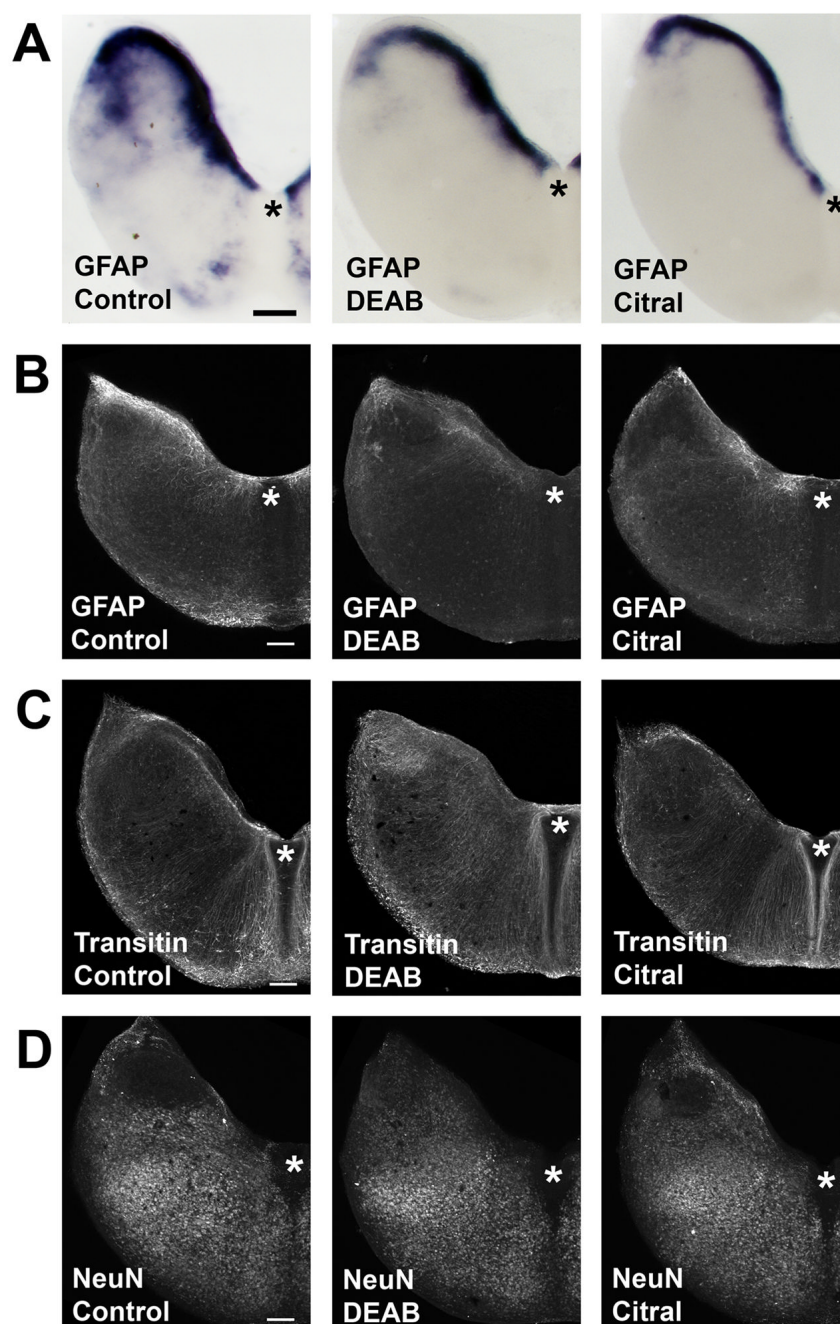 A
GFAP
Control
*
GFAP
DEAB
*
GFAP
Citral
*
B
GFAP
Control
*
GFAP
DEAB
*
GFAP
Citral
*
C
Transitin
Control
*
Transitin
DEAB
*
Transitin
Citral
*
D
NeuN
Control
*
NeuN
DEAB
*
NeuN
Citral
*